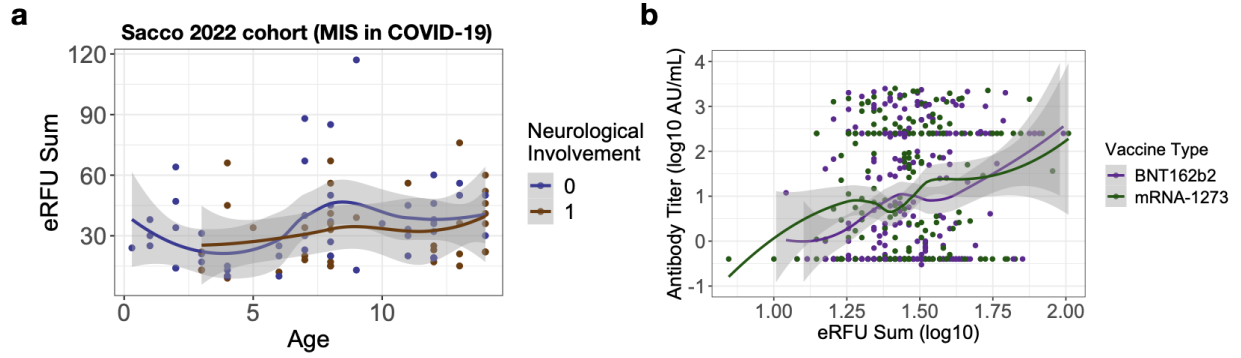 a
Sacco 2022 cohort (MIS in COVID-19)
120
90
60
30
eRFU Sum
0
5
10
Age
Neurological
Involvement
0
1
b
4
3
2
1
0
-1
Antibody Titer (log10 AU/mL)
1.00
1.25
1.50
1.75
2.00
eRFU Sum (log10)
Vaccine Type
BNT162b2
mRNA-1273